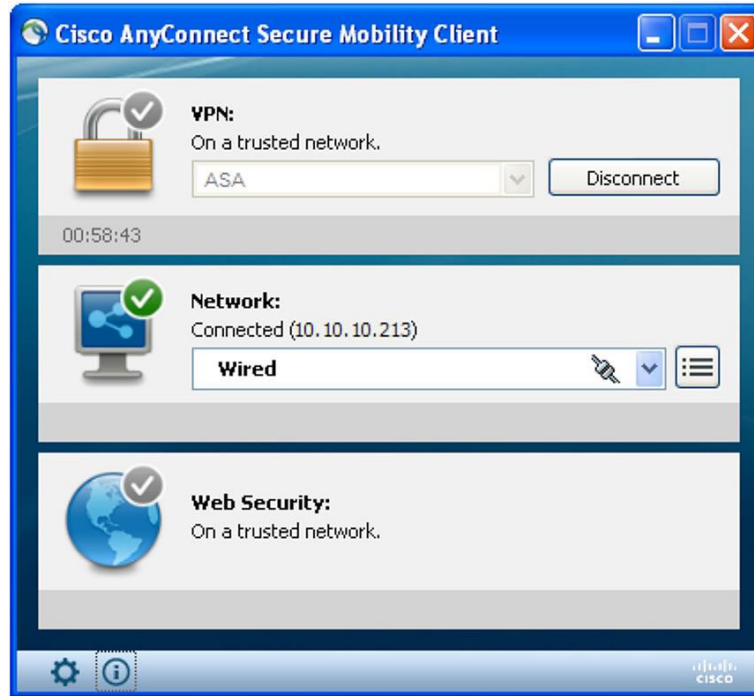 Cisco AnyConnect Secure Mobility Client
VPN:
On a trusted network.
ASA
Disconnect
00:58:43
Network:
Connected (10.10.10.213)
Wired
Web Security:
On a trusted network.
CISCO